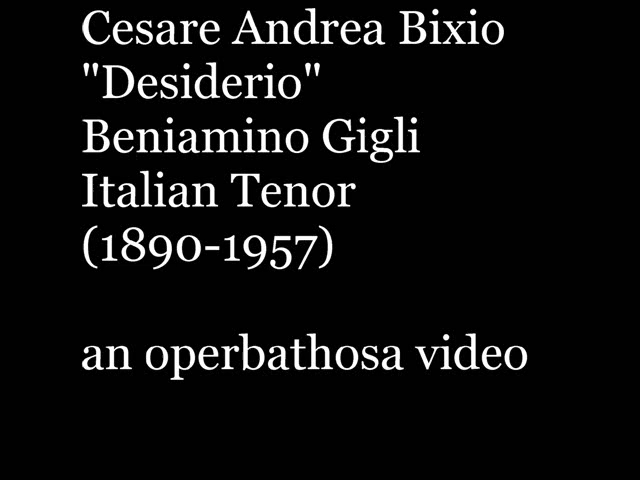 Cesare Andrea Bixio
"Desiderio"
Beniamino Gigli
Italian Tenor
(1890-1957)
an operbathosa video